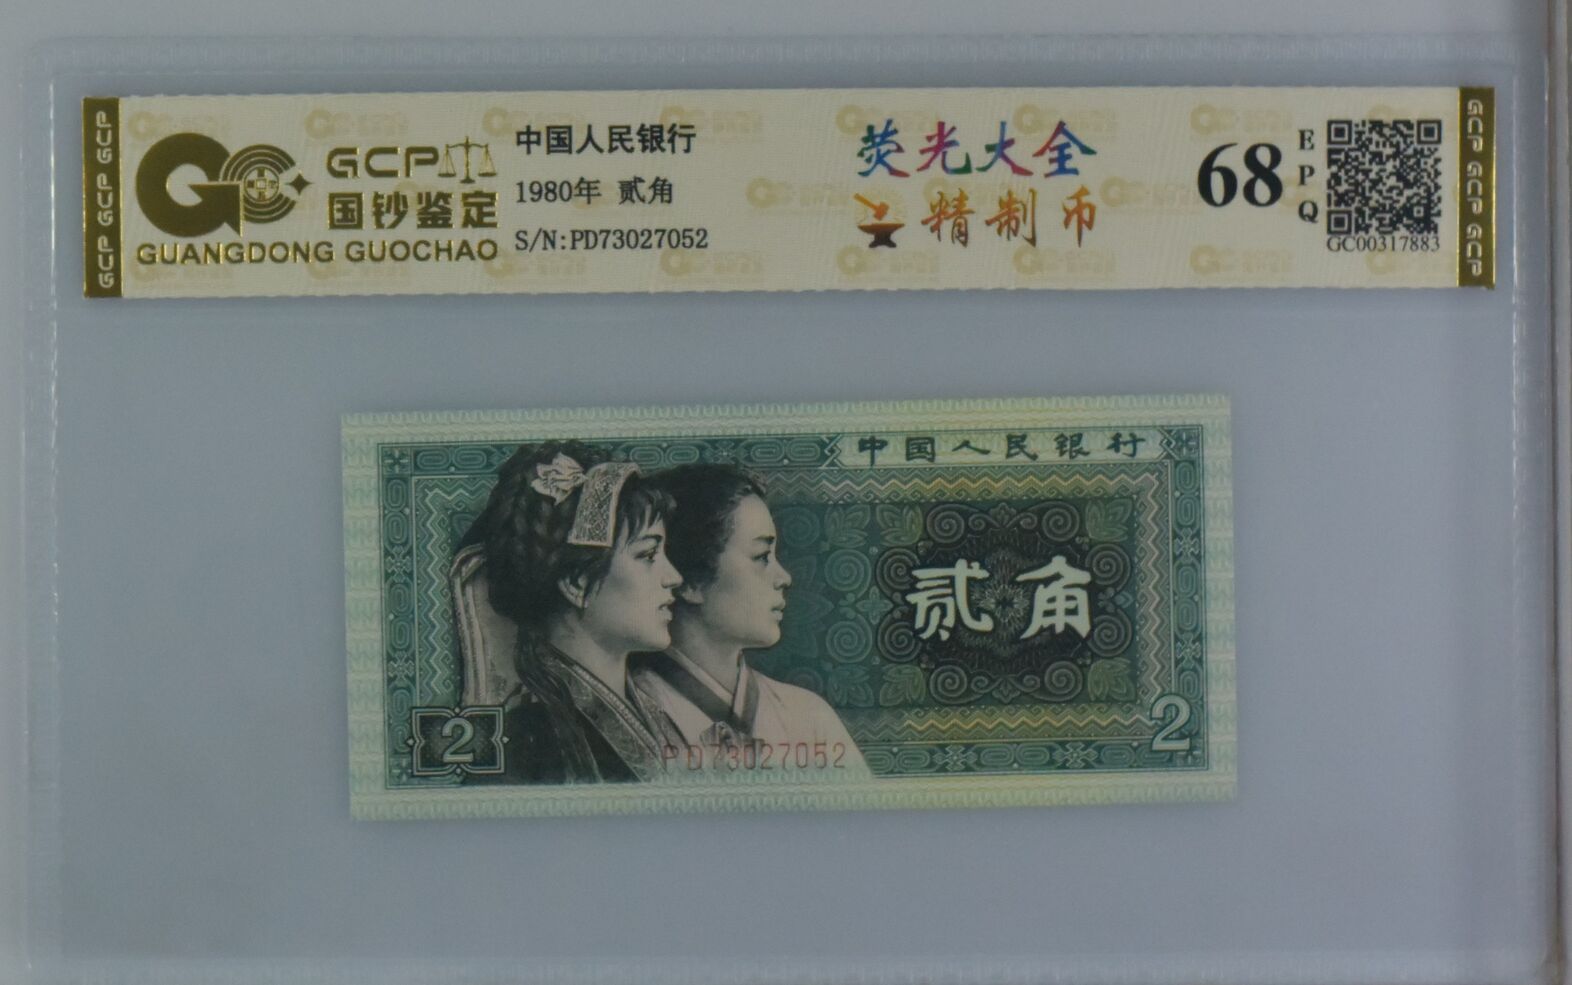 GCP GCP GCP
GCP
国钞鉴定
GUANGDONG GUOCHAO
中国人民银行
1980年 贰角
S/N:PD73027052
荧光大全
精制币
68
EPQ
GC00317883
GCP GCP GCP
中国人民银行
贰角
2
2
PD73027052